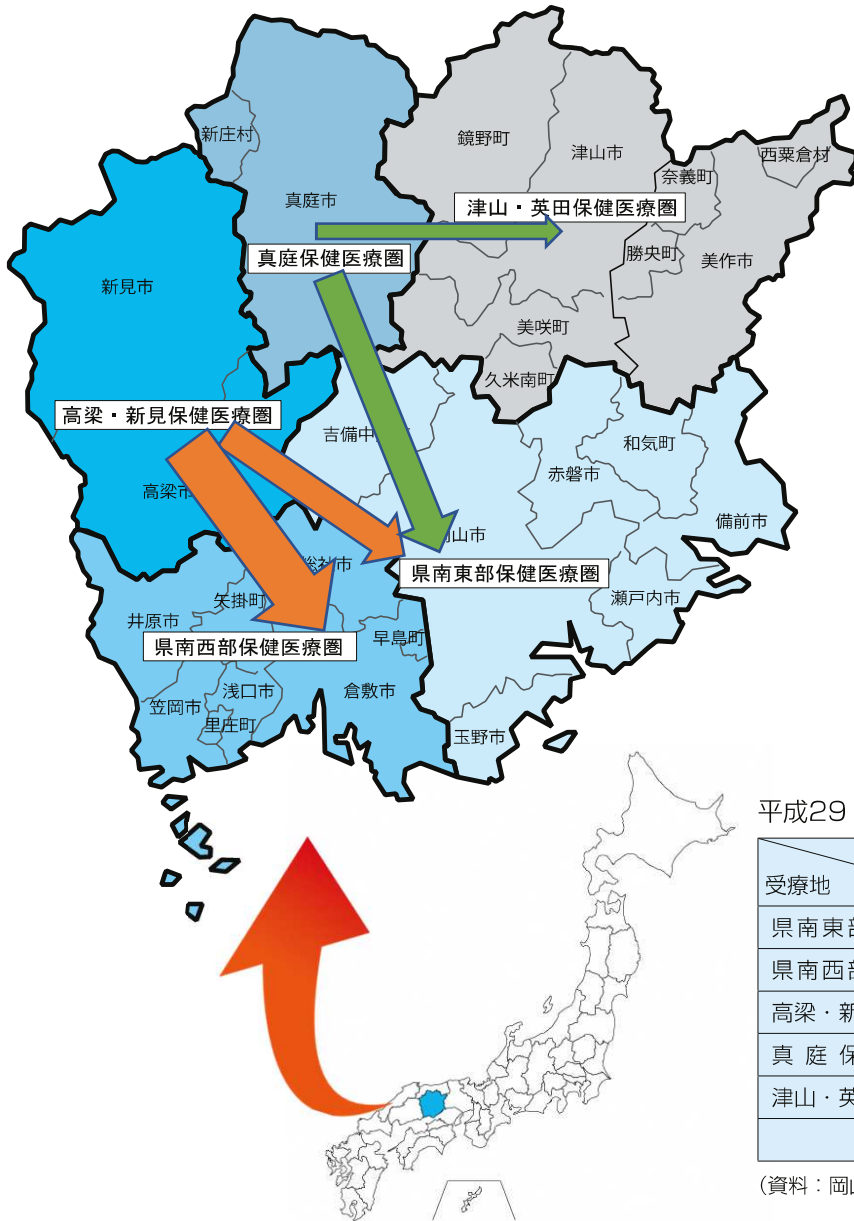 新庄村
真庭市
鏡野町
津山市
奈義町
西粟倉材
津山・英田保健医療圏
真庭保健医療圏
勝央町
美作市
新見市
美咲町
久米南町
高梁・新見保健医療圏
吉備中
和気町
赤磐市
高梁市
備前市
山市
総社市
県南東部保健医療圏
瀬戸内市
矢掛町
井原市
早島町
県南西部保健医療圏
浅口市
倉敷市
笠岡市
里庄町
玉野市
平成29
受療地
県南東部
県南西部
高梁・新
真庭保
津山・英
(資料:岡山